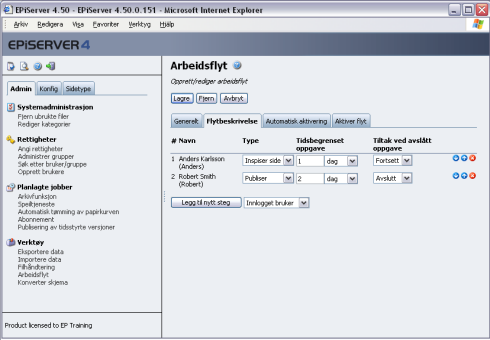 EPiServer 4.50 - EPiServer 4.50.0.151 - Microsoft Internet Explorer
Arkiv Redigera Visa Favoriter Verktyg Hjälp
EPiSERVER 4
Admin Konfig Sidetype
Systemadministrasjon
Fjern ubrukte filer
Rediger kategorier
Rettigheter
Angi rettigheter
Administrer grupper
Søk etter bruker/gruppe
Opprett brukere
Planlagte jobber
Arkivfunksjon
Speiltjeneste
Automatisk tømming av papirkurven
Abonnement
Publisering av tidsstyrte versjoner
Verktøy
Eksportere data
Importere data
Filhåndtering
Arbeidsflyt
Konverter skjema
Product licensed to EP Training
Arbeidsflyt
Opprett/rediger arbeidsflyt
Lagre Fjern Avbryt
Generelt Flytbeskrivelse Automatisk aktivering Aktiver flyt
# Navn Type Tidsbegrenset oppgave Tiltak ved avslått oppgave
1 Anders Karlsson (Anders) Inspiser side 1 dag Fortsett
2 Robert Smith (Robert) Publiser 2 dag Avslutt
Legg til nytt steg Innlogget bruker